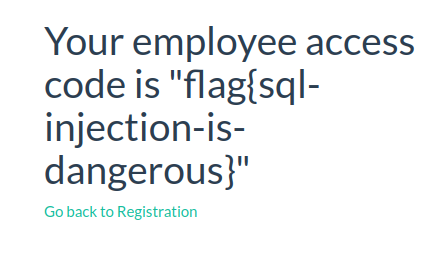 Your employee access
code is "flag{sql-
injection-is-
dangerous}"
Go back to Registration